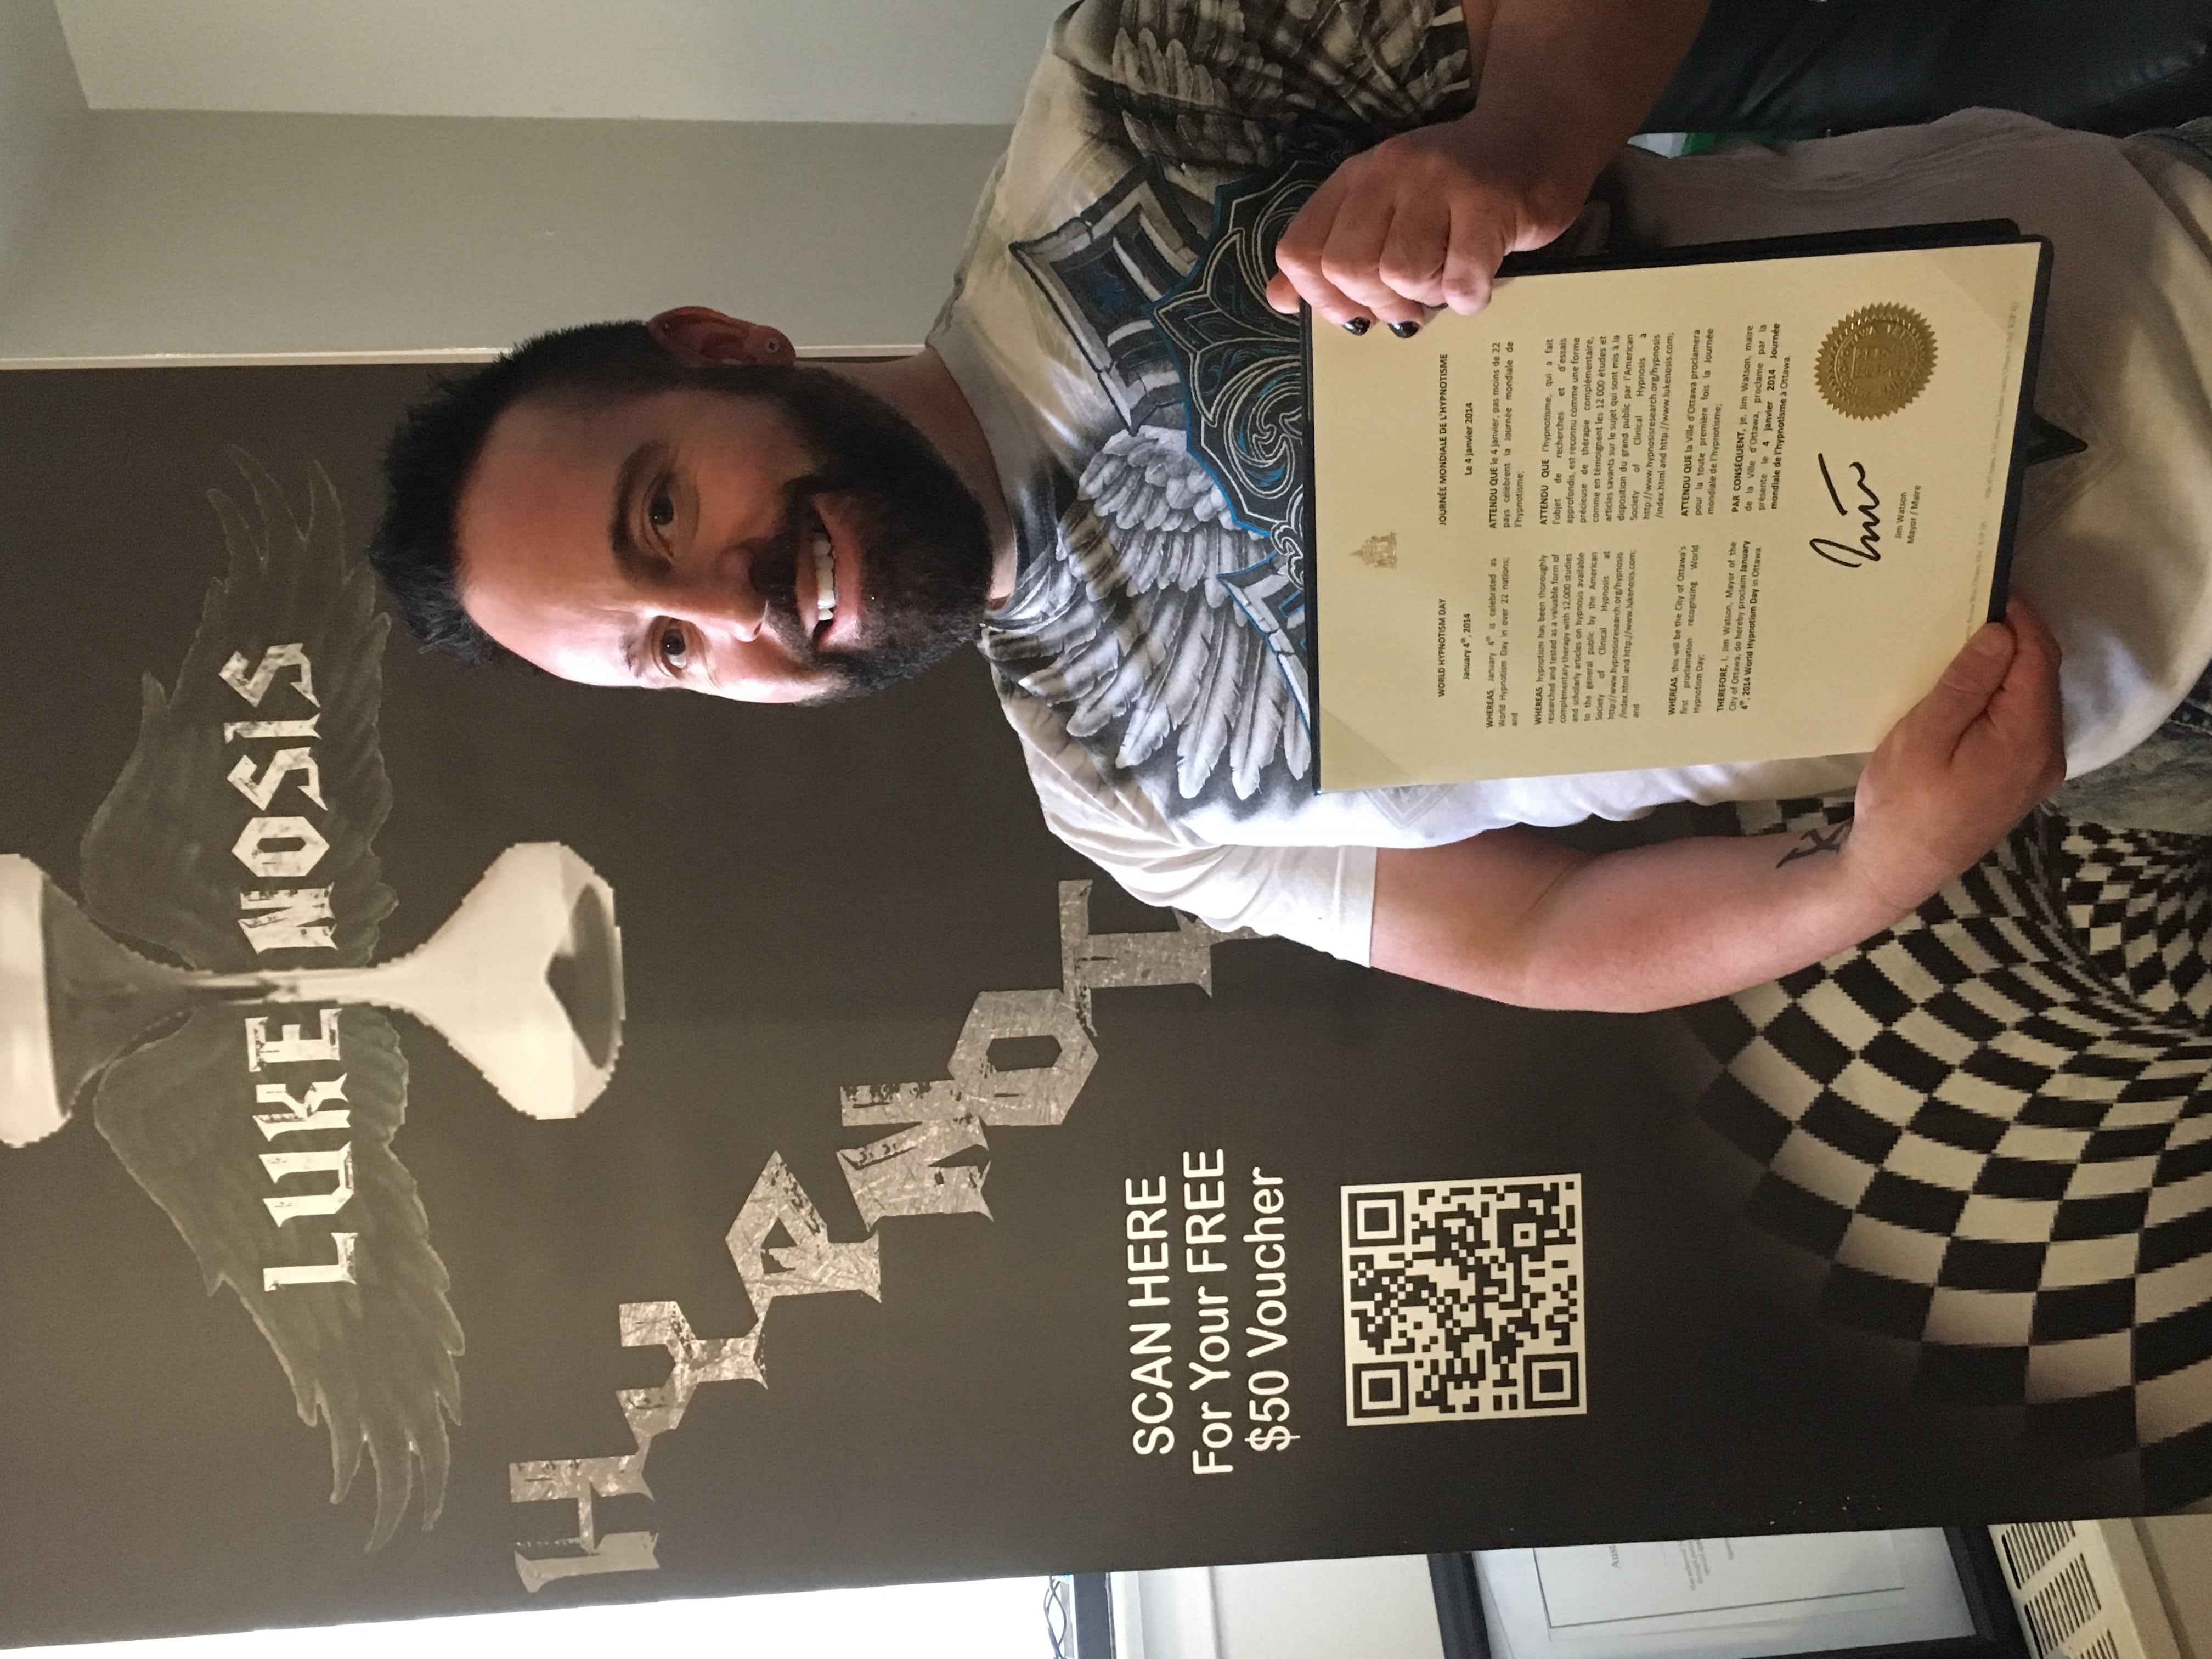 LUKE NOSIS
HYPNOT
SCAN HERE
For Your FREE
$50 Voucher
WORLD HYPNOTISM DAY
January 4th, 2014
WHEREAS, January 4th is celebrated as
World Hypnotism Day in over 22 nations;
and
WHEREAS, hypnotism has been thoroughly
researched and tested as a valuable form of
complementary therapy with 12,000 studies
and scholarly articles on hypnosis available
to the general public by the American
Society of Clinical Hypnosis at
http://www.hypnosisresearch.org/hypnosis
/index.html and http://www.lukenosis.com;
and
WHEREAS, this will be the City of Ottawa's
first proclamation recognizing World
Hypnotism Day;
THEREFORE, I, Jim Watson, Mayor of the
City of Ottawa, do hereby proclaim January
4th, 2014 World Hypnotism Day in Ottawa.
JOURNÉE MONDIALE DE L'HYPNOTISME
Le 4 janvier 2014
ATTENDU QUE le 4 janvier, pas moins de 22
pays célèbrent la Journée mondiale de
l'hypnotisme;
ATTENDU QUE l'hypnotisme, qui a fait
l'objet de recherches et d'essais
approfondis, est reconnu comme une forme
précieuse de thérapie complémentaire,
comme en témoignent les 12 000 études et
articles savants sur le sujet qui sont mis à la
disposition du grand public par l'American
Society of Clinical Hypnosis à
http://www.hypnosisresearch.org/hypnosis
/index.html and http://www.lukenosis.com;
ATTENDU QUE la Ville d'Ottawa proclamera
pour la toute première fois la Journée
mondiale de l'hypnotisme;
PAR CONSÉQUENT, je, Jim Watson, maire
de la Ville d'Ottawa, proclame par la
présente le 4 janvier 2014 Journée
mondiale de l'hypnotisme à Ottawa.
Jim Watson
Mayor / Maire